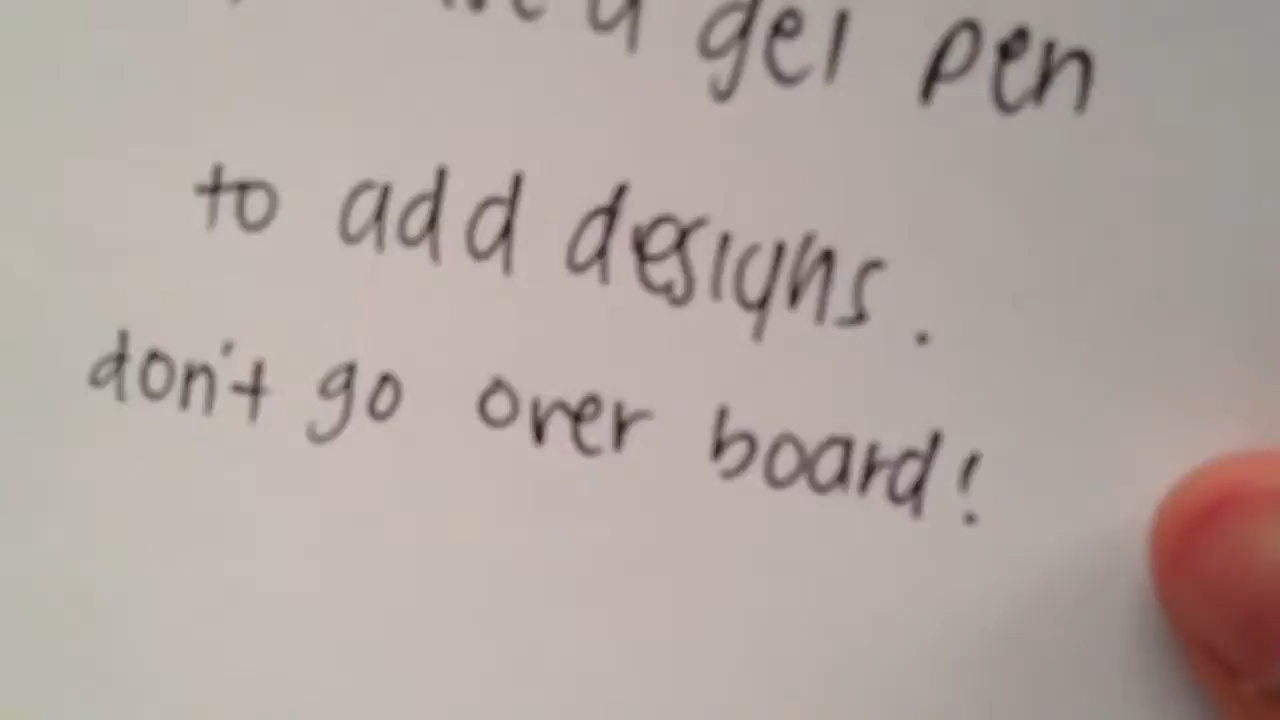 a gel pen
to add designs.
don't go over board!